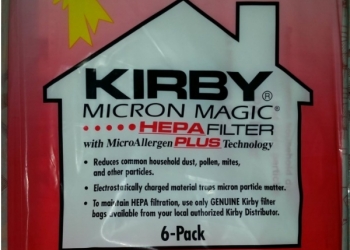 KIRBY®
MICRON MAGIC®
HEPA FILTER
with MicroAllergen PLUS Technology
• Reduces common household dust, pollen, mites,
and other particles.
• Electrostatically charged material traps micron particle matter.
• To maintain HEPA filtration, use only GENUINE Kirby filter
bags available from your local authorized Kirby Distributor.
6-Pack